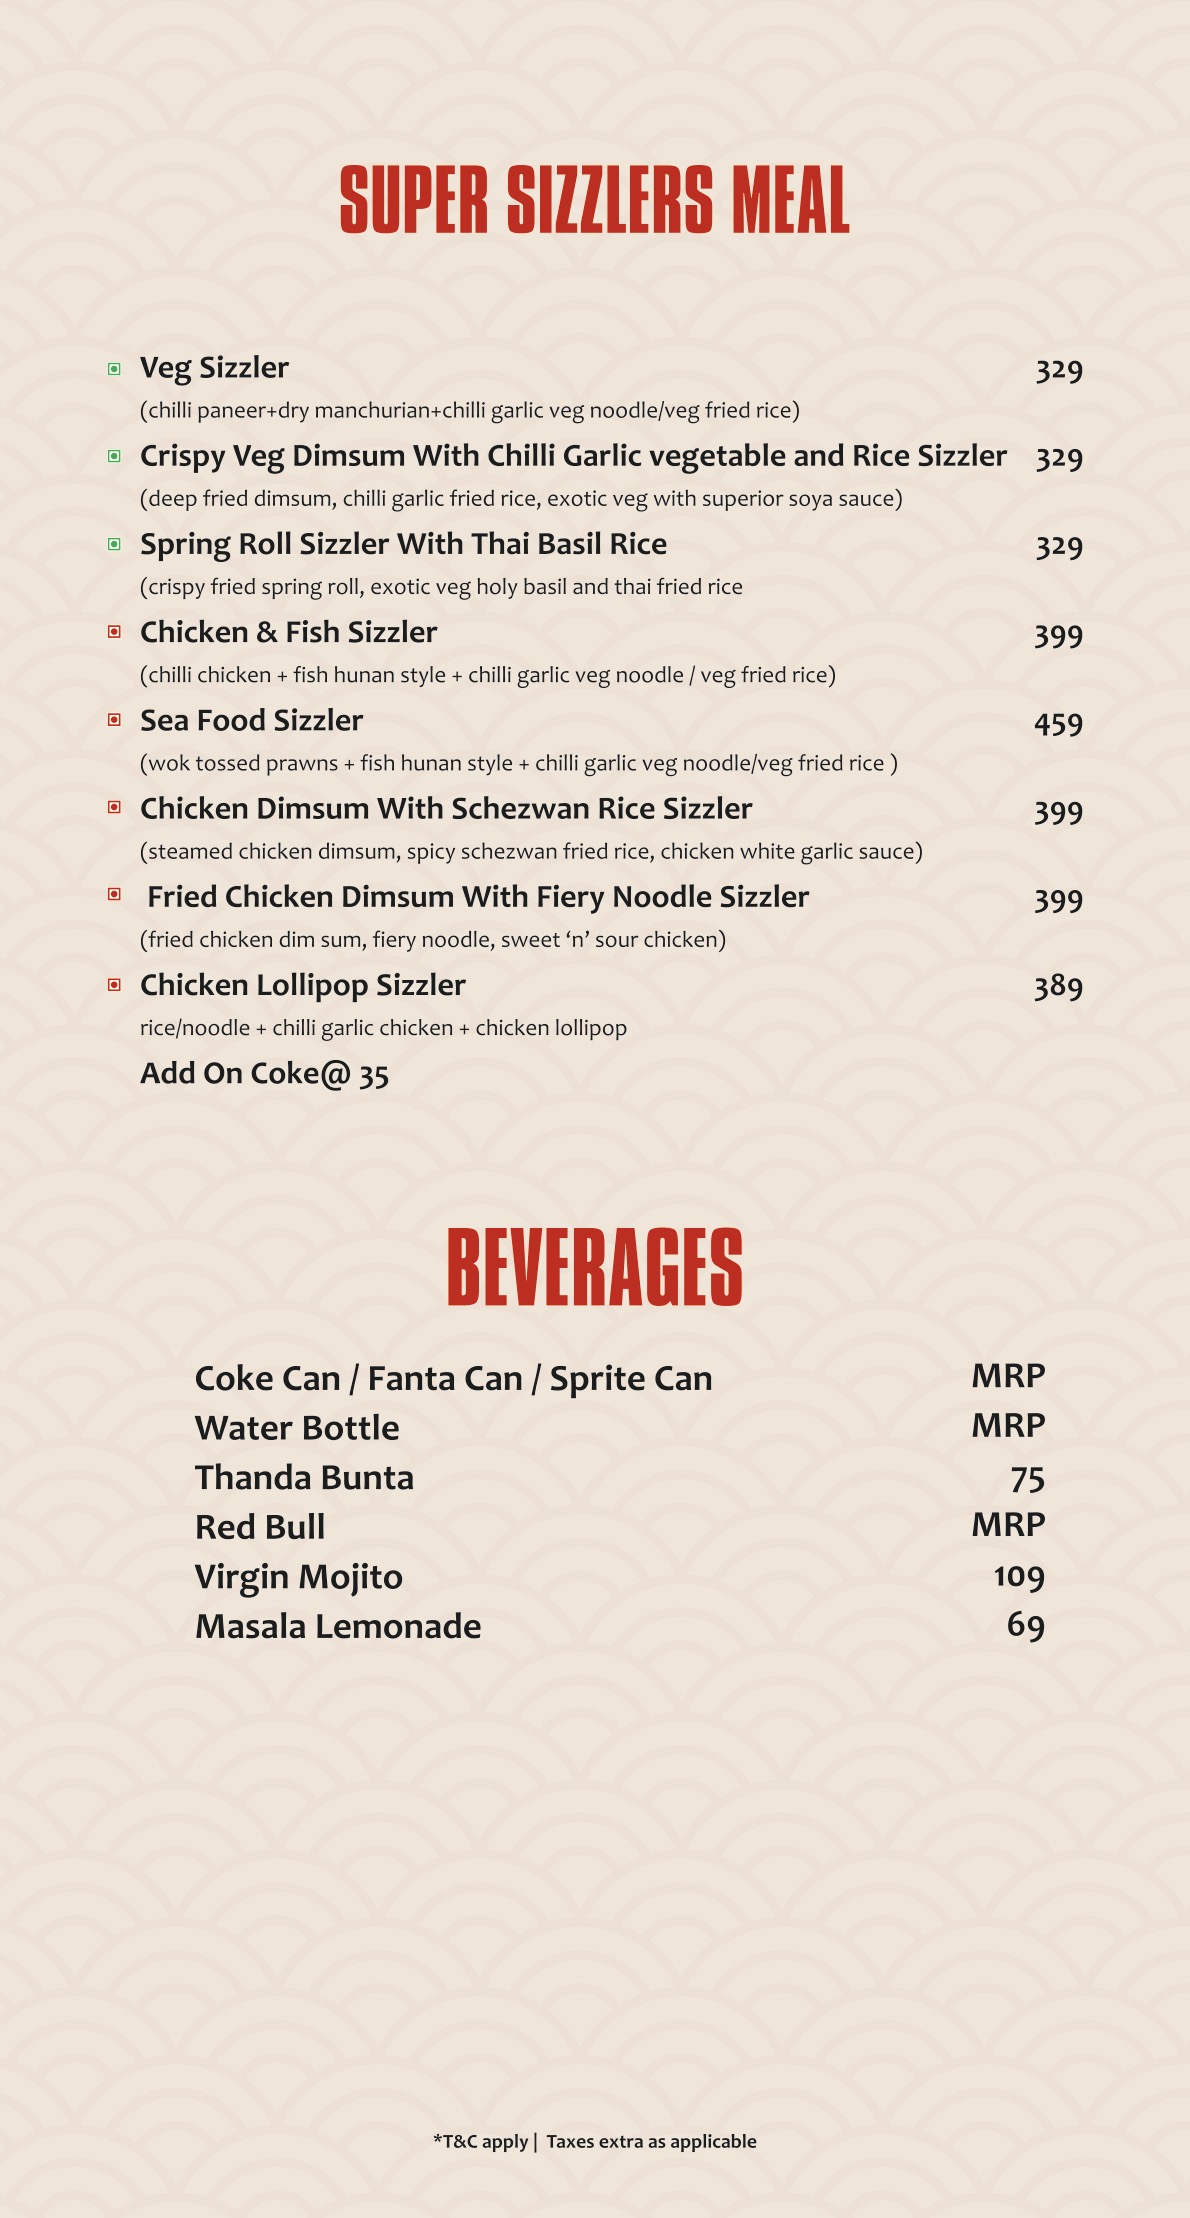 SUPER SIZZLERS MEAL
Veg Sizzler 329
(chilli paneer+dry manchurian+chilli garlic veg noodle/veg fried rice)
Crispy Veg Dimsum With Chilli Garlic vegetable and Rice Sizzler 329
(deep fried dimsum, chilli garlic fried rice, exotic veg with superior soya sauce)
Spring Roll Sizzler With Thai Basil Rice 329
(crispy fried spring roll, exotic veg holy basil and thai fried rice
Chicken & Fish Sizzler 399
(chilli chicken + fish hunan style + chilli garlic veg noodle / veg fried rice)
Sea Food Sizzler 459
(wok tossed prawns + fish hunan style + chilli garlic veg noodle/veg fried rice )
Chicken Dimsum With Schezwan Rice Sizzler 399
(steamed chicken dimsum, spicy schezwan fried rice, chicken white garlic sauce)
Fried Chicken Dimsum With Fiery Noodle Sizzler 399
(fried chicken dim sum, fiery noodle, sweet ‘n’ sour chicken)
Chicken Lollipop Sizzler 389
rice/noodle + chilli garlic chicken + chicken lollipop
Add On Coke@ 35
BEVERAGES
Coke Can / Fanta Can / Sprite Can MRP
Water Bottle MRP
Thanda Bunta 75
Red Bull MRP
Virgin Mojito 109
Masala Lemonade 69
*T&C apply | Taxes extra as applicable